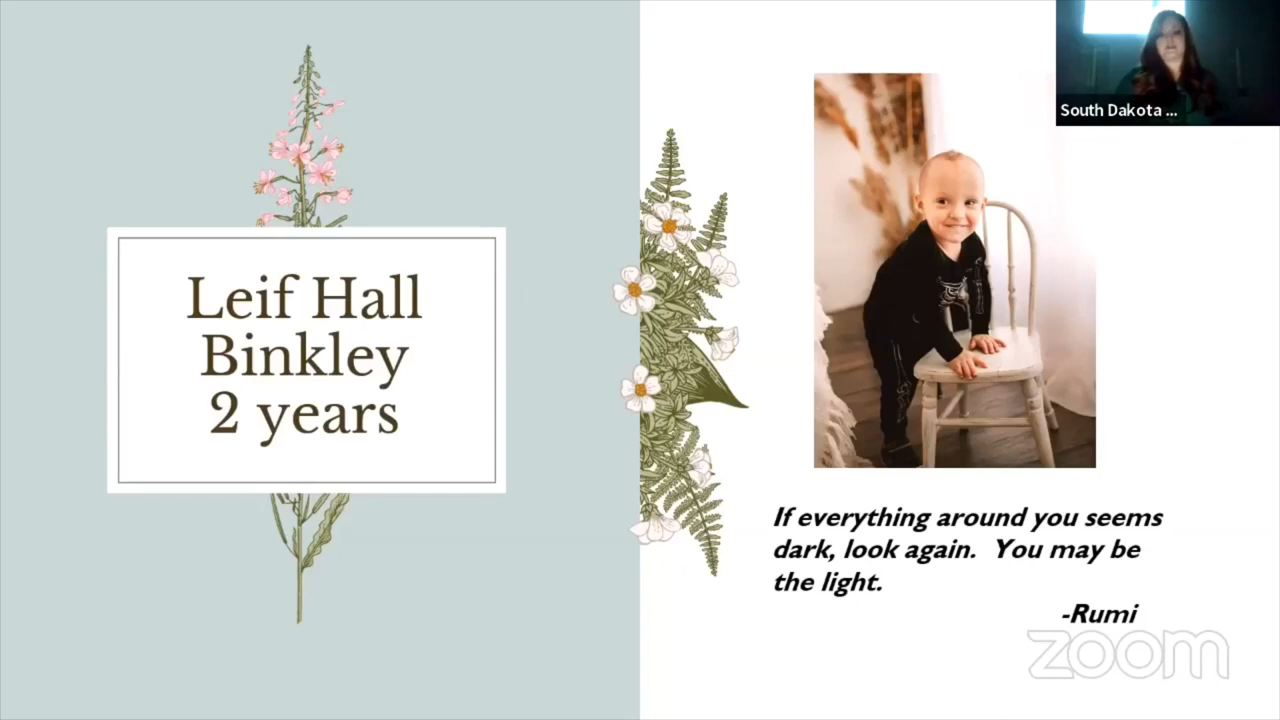 Leif Hall
Binkley
2 years
South Dakota ...
If everything around you seems
dark, look again. You may be
the light.
-Rumi
zoom